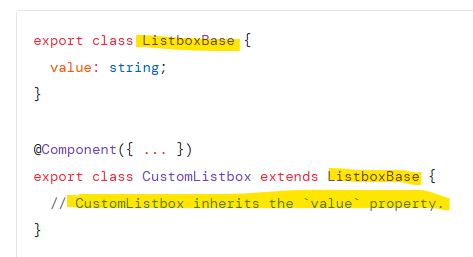 export class ListboxBase {
  value: string;
}
@Component({ ... })
export class CustomListbox extends ListboxBase {
  // CustomListbox inherits the `value` property.
}